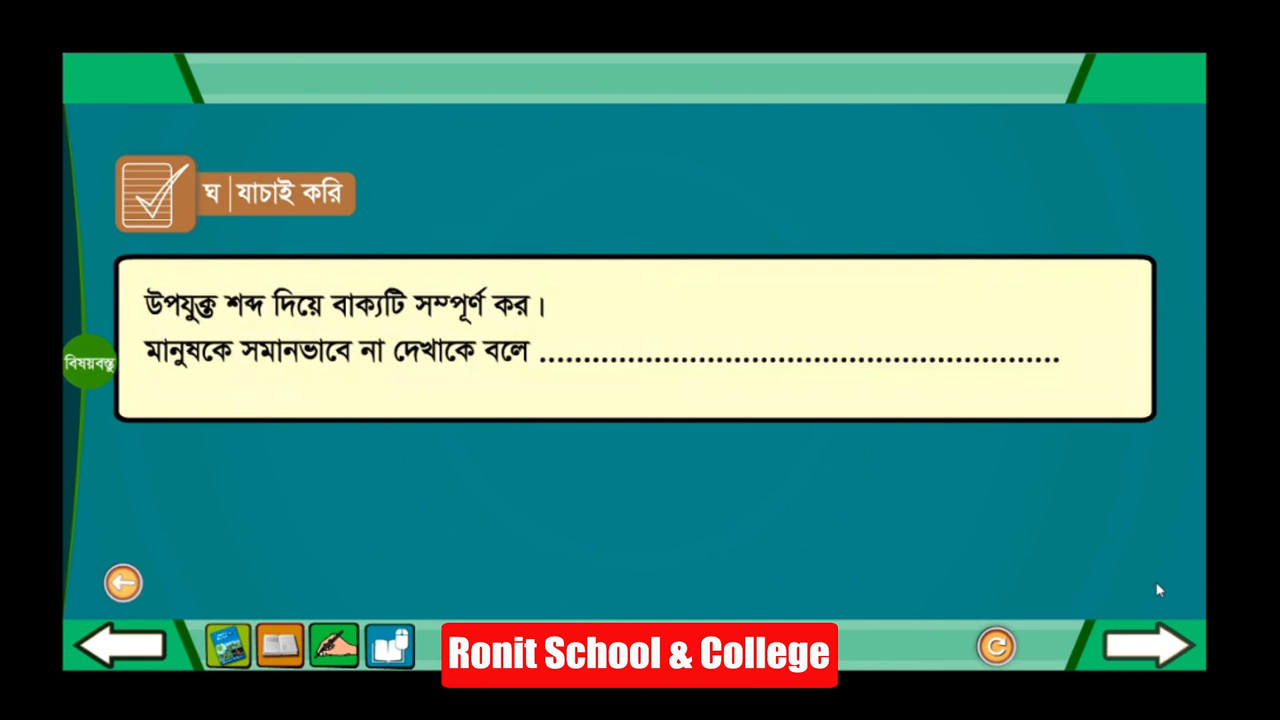 ঘ | যাচাই করি
উপযুক্ত শব্দ দিয়ে বাক্যটি সম্পূর্ণ কর।
মানুষকে সমানভাবে না দেখাকে বলে ............................................................
বিষয়বস্তু
Ronit School & College